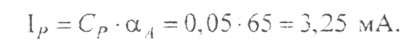 I_P = C_P · α_A = 0,05 · 65 = 3,25 мА.